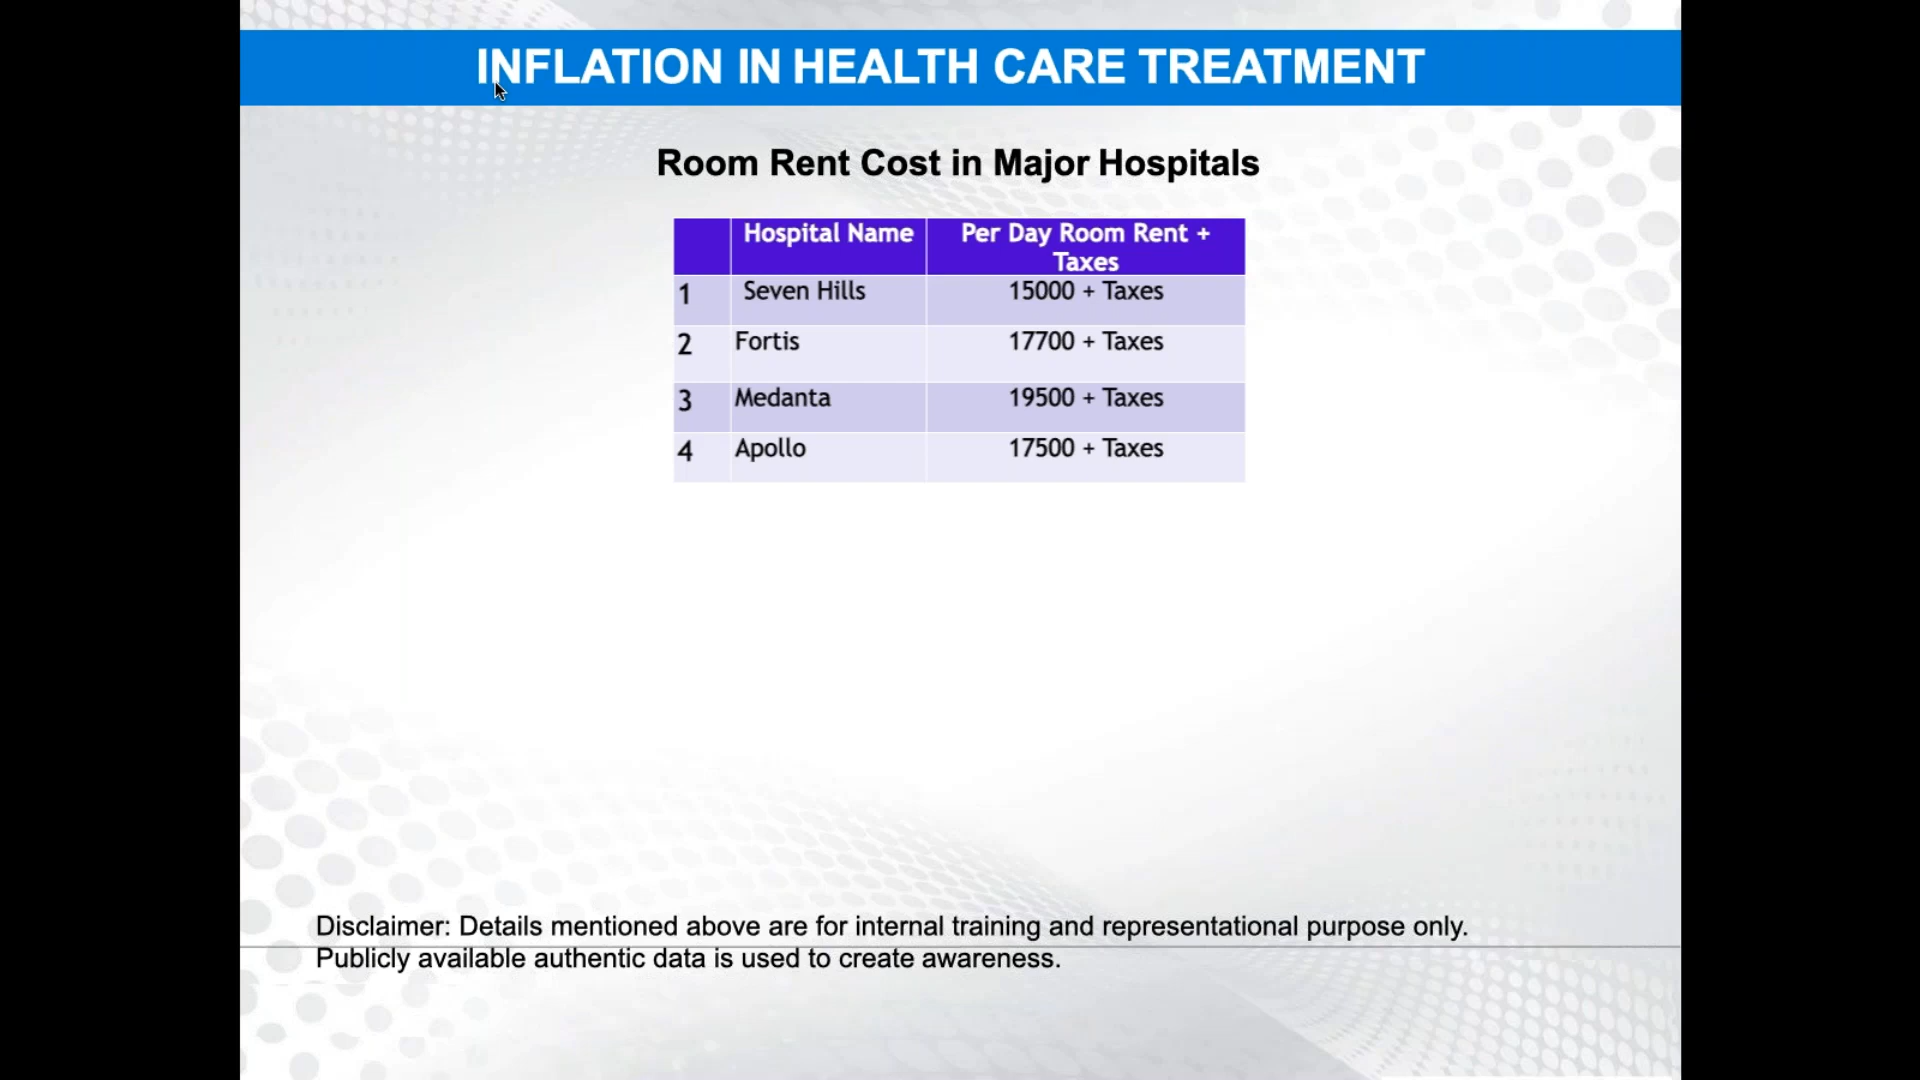 INFLATION IN HEALTH CARE TREATMENT
Room Rent Cost in Major Hospitals
Hospital Name Per Day Room Rent +
Taxes
1 Seven Hills 15000 + Taxes
2 Fortis 17700 + Taxes
3 Medanta 19500 + Taxes
4 Apollo 17500 + Taxes
Disclaimer: Details mentioned above are for internal training and representational purpose only.
Publicly available authentic data is used to create awareness.